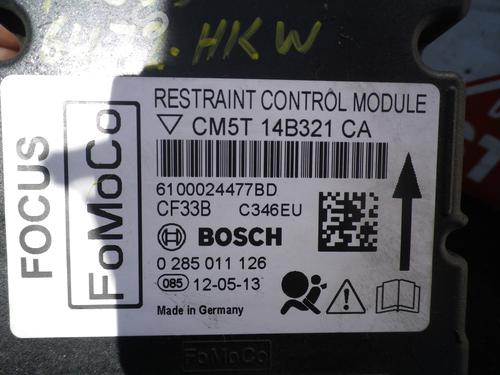 HKW
RESTRAINT CONTROL MODULE
CM5T 14B321 CA
6100024477BD
CF33B C346EU
BOSCH
0 285 011 126
085 12-05-13
Made in Germany
FOCUS
FoMoCo
FoMoCo